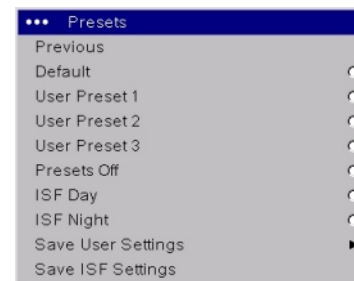 ••• Presets
Previous
Default
User Preset 1
User Preset 2
User Preset 3
Presets Off
ISF Day
ISF Night
Save User Settings
Save ISF Settings